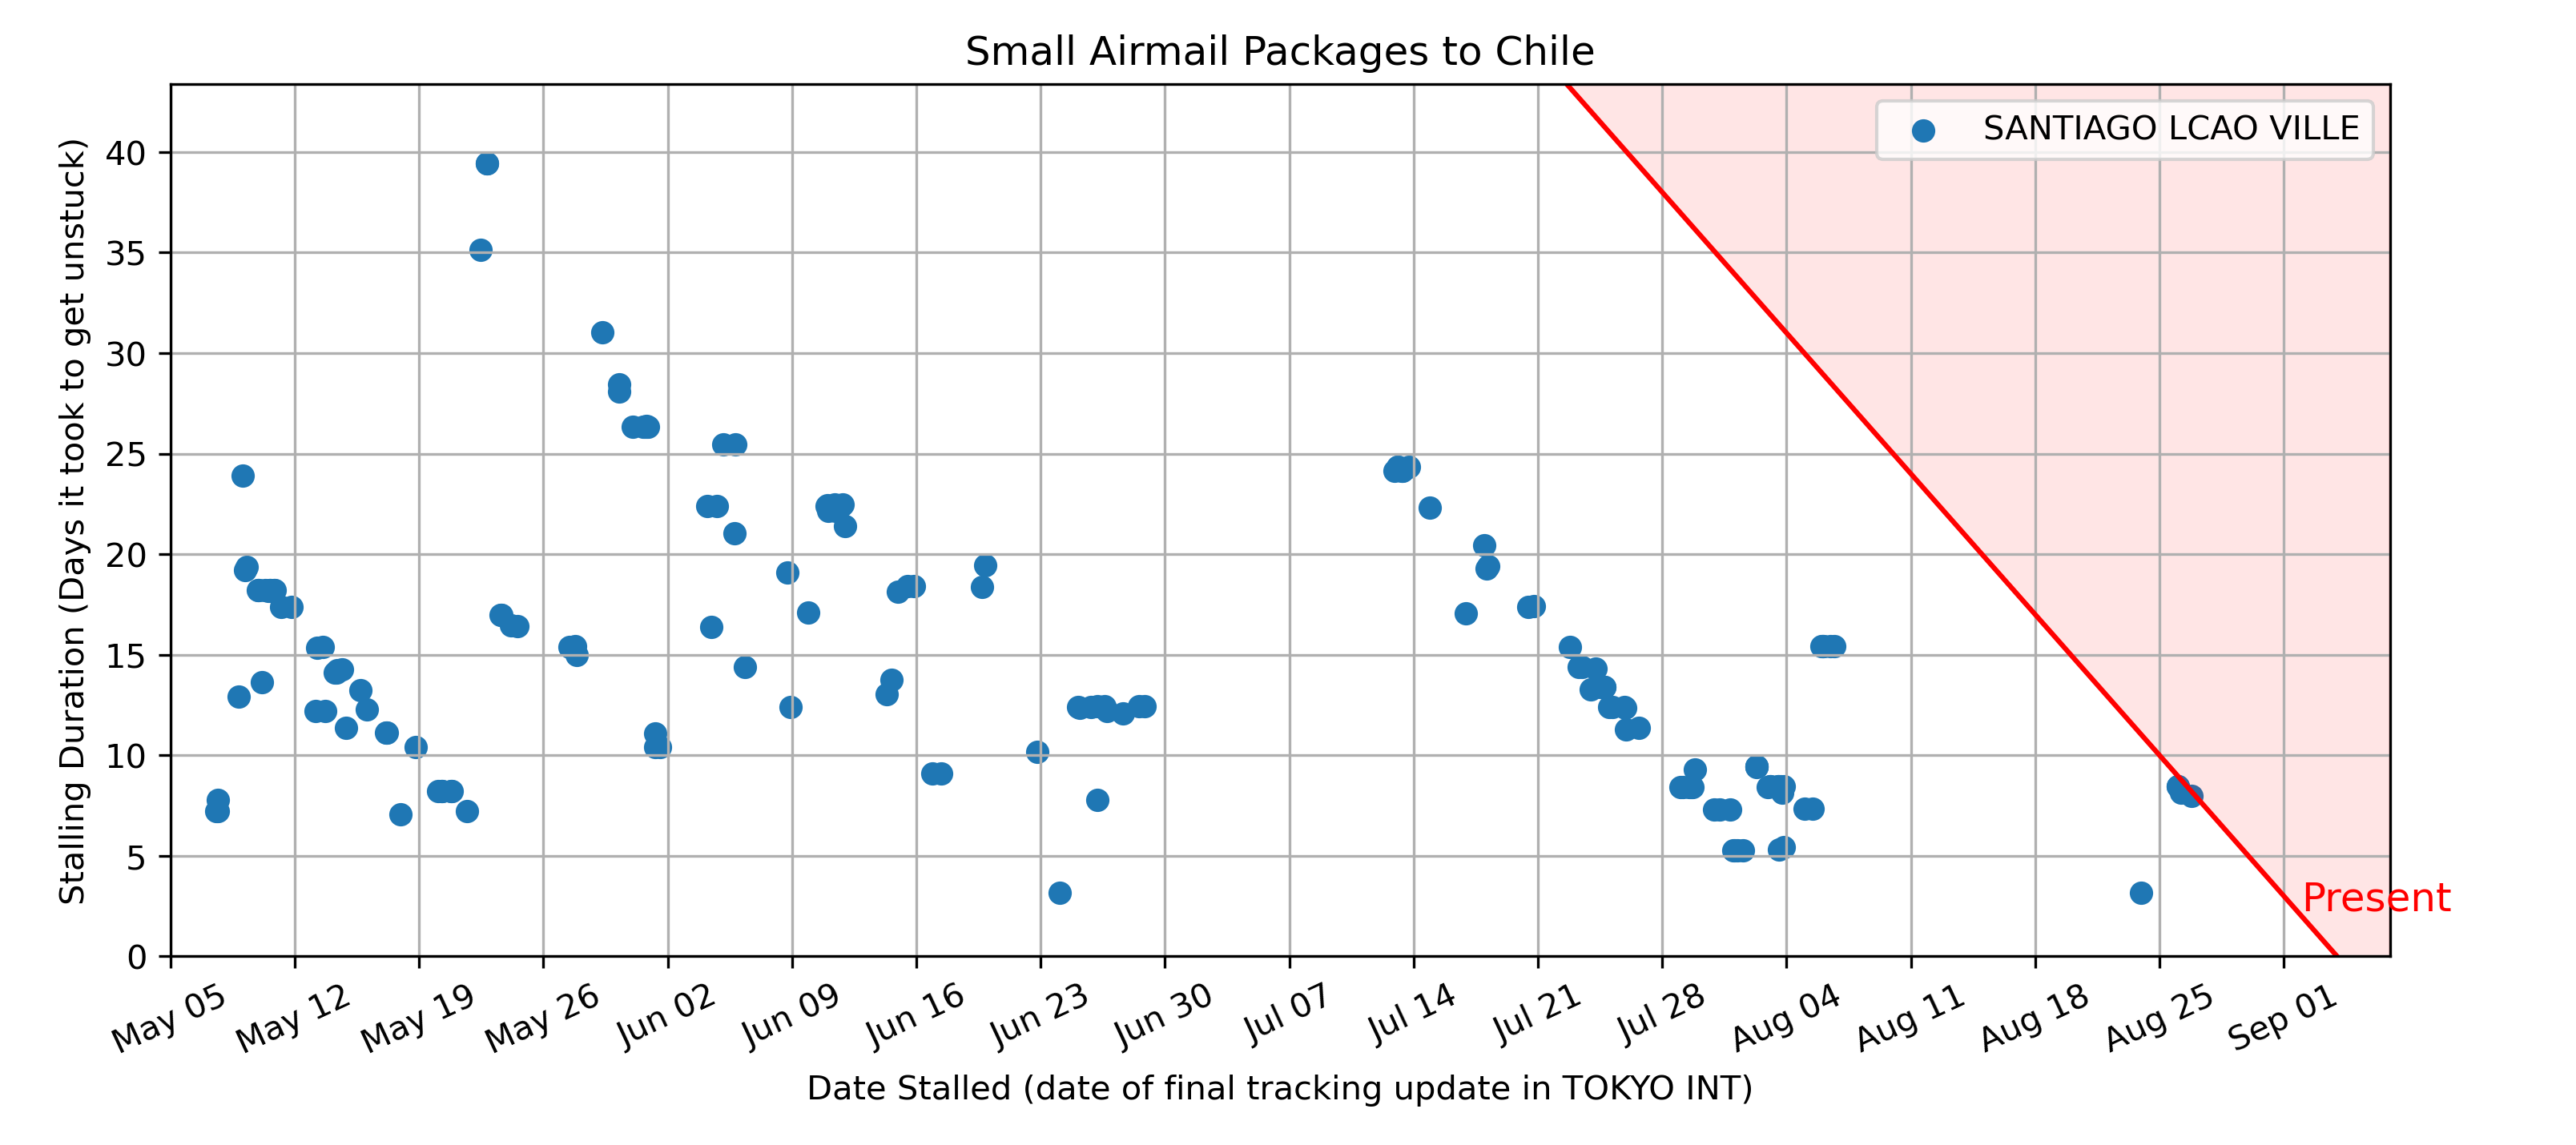 Small Airmail Packages to Chile
SANTIAGO LCAO VILLE
Stalling Duration (Days it took to get unstuck)
40
35
30
25
20
15
10
5
0
Present
May 05
May 12
May 19
May 26
Jun 02
Jun 09
Jun 16
Jun 23
Jun 30
Jul 07
Jul 14
Jul 21
Jul 28
Aug 04
Aug 11
Aug 18
Aug 25
Sep 01
Date Stalled (date of final tracking update in TOKYO INT)